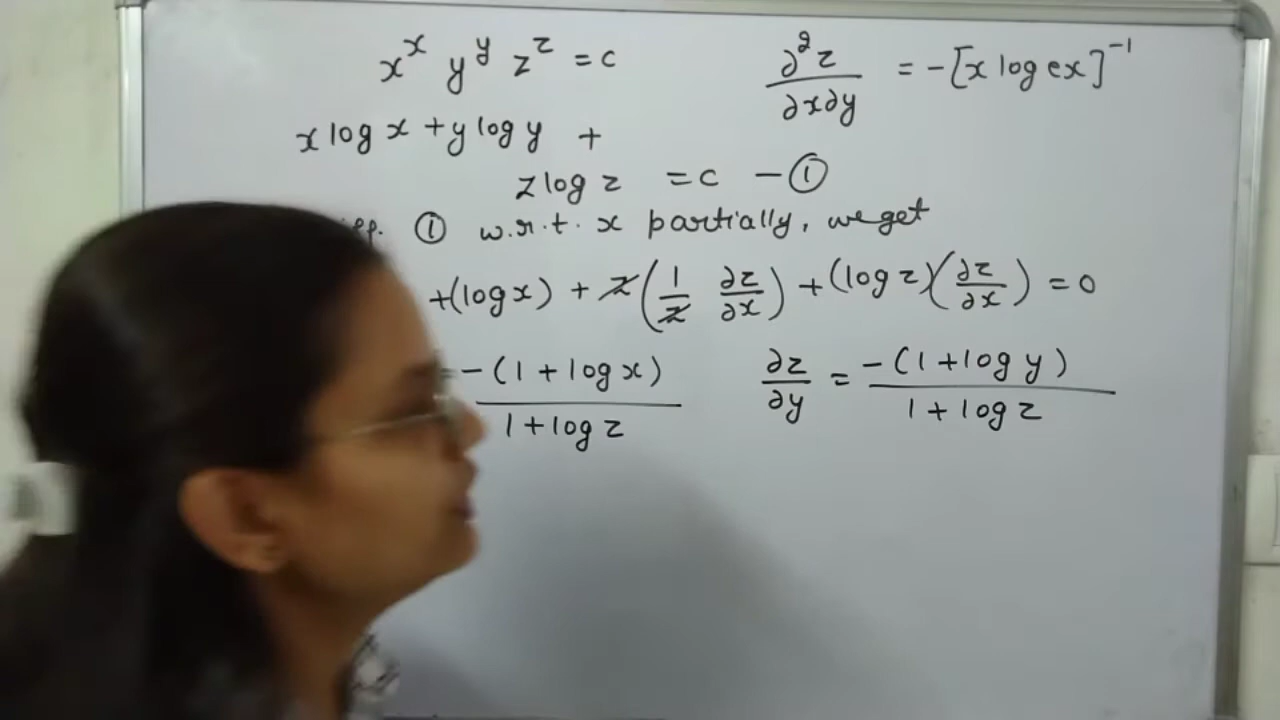 x^x y^y z^z = c
∂²z/∂x∂y = -[x log ex]^-1
x log x + y log y +
z log z = c - ①
① w.r.t. x partially, we get
+(log x) + z(1/z ∂z/∂x) + (log z)(∂z/∂x) = 0
= -(1 + log x)/1 + log z
∂z/∂y = -(1 + log y)/1 + log z